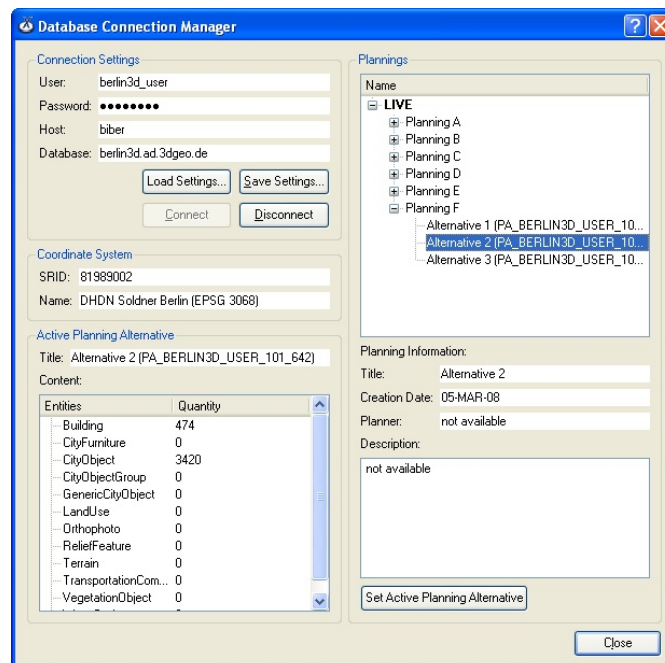 Database Connection Manager
Connection Settings
User: berlin3d_user
Password: ●●●●●●●●
Host: biber
Database: berlin3d.ad.3dgeo.de
Load Settings... Save Settings...
Connect Disconnect
Coordinate System
SRID: 81989002
Name: DHDN Soldner Berlin (EPSG 3068)
Active Planning Alternative
Title: Alternative 2 (PA_BERLIN3D_USER_101_642)
Content:
Entities Quantity
Building 474
CityFurniture 0
CityObject 3420
CityObjectGroup 0
GenericCityObject 0
LandUse 0
Orthophoto 0
ReliefFeature 0
Terrain 0
TransportationCom... 0
VegetationObject 0
Plannings
Name
LIVE
Planning A
Planning B
Planning C
Planning D
Planning E
Planning F
Alternative 1 (PA_BERLIN3D_USER_10...
Alternative 2 (PA_BERLIN3D_USER_10...
Alternative 3 (PA_BERLIN3D_USER_10...
Planning Information:
Title: Alternative 2
Creation Date: 05-MAR-08
Planner: not available
Description:
not available
Set Active Planning Alternative
Close